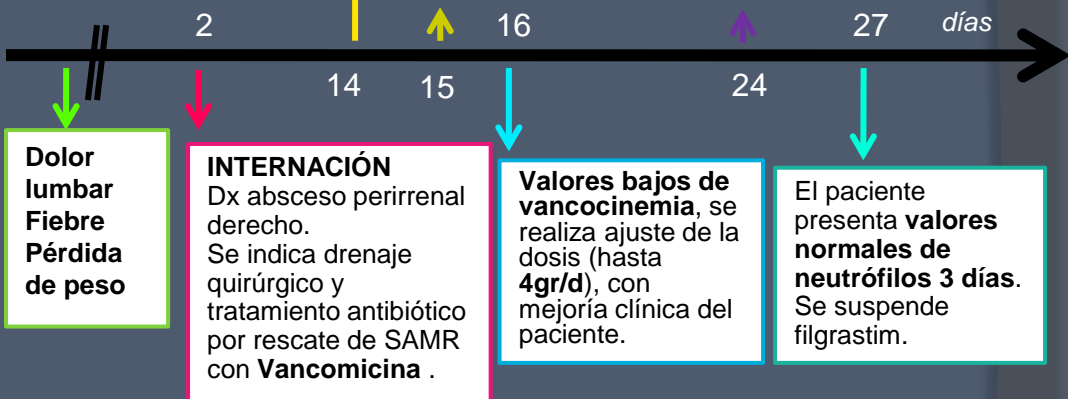 2
16
27
días
14
15
24
Dolor
lumbar
Fiebre
Pérdida
de peso
INTERNACIÓN
Dx absceso perirrenal
derecho.
Se indica drenaje
quirúrgico y
tratamiento antibiótico
por rescate de SAMR
con Vancomicina .
Valores bajos de
vancocinemia, se
realiza ajuste de la
dosis (hasta
4gr/d), con
mejoría clínica del
paciente.
El paciente
presenta valores
normales de
neutrófilos 3 días.
Se suspende
filgrastim.